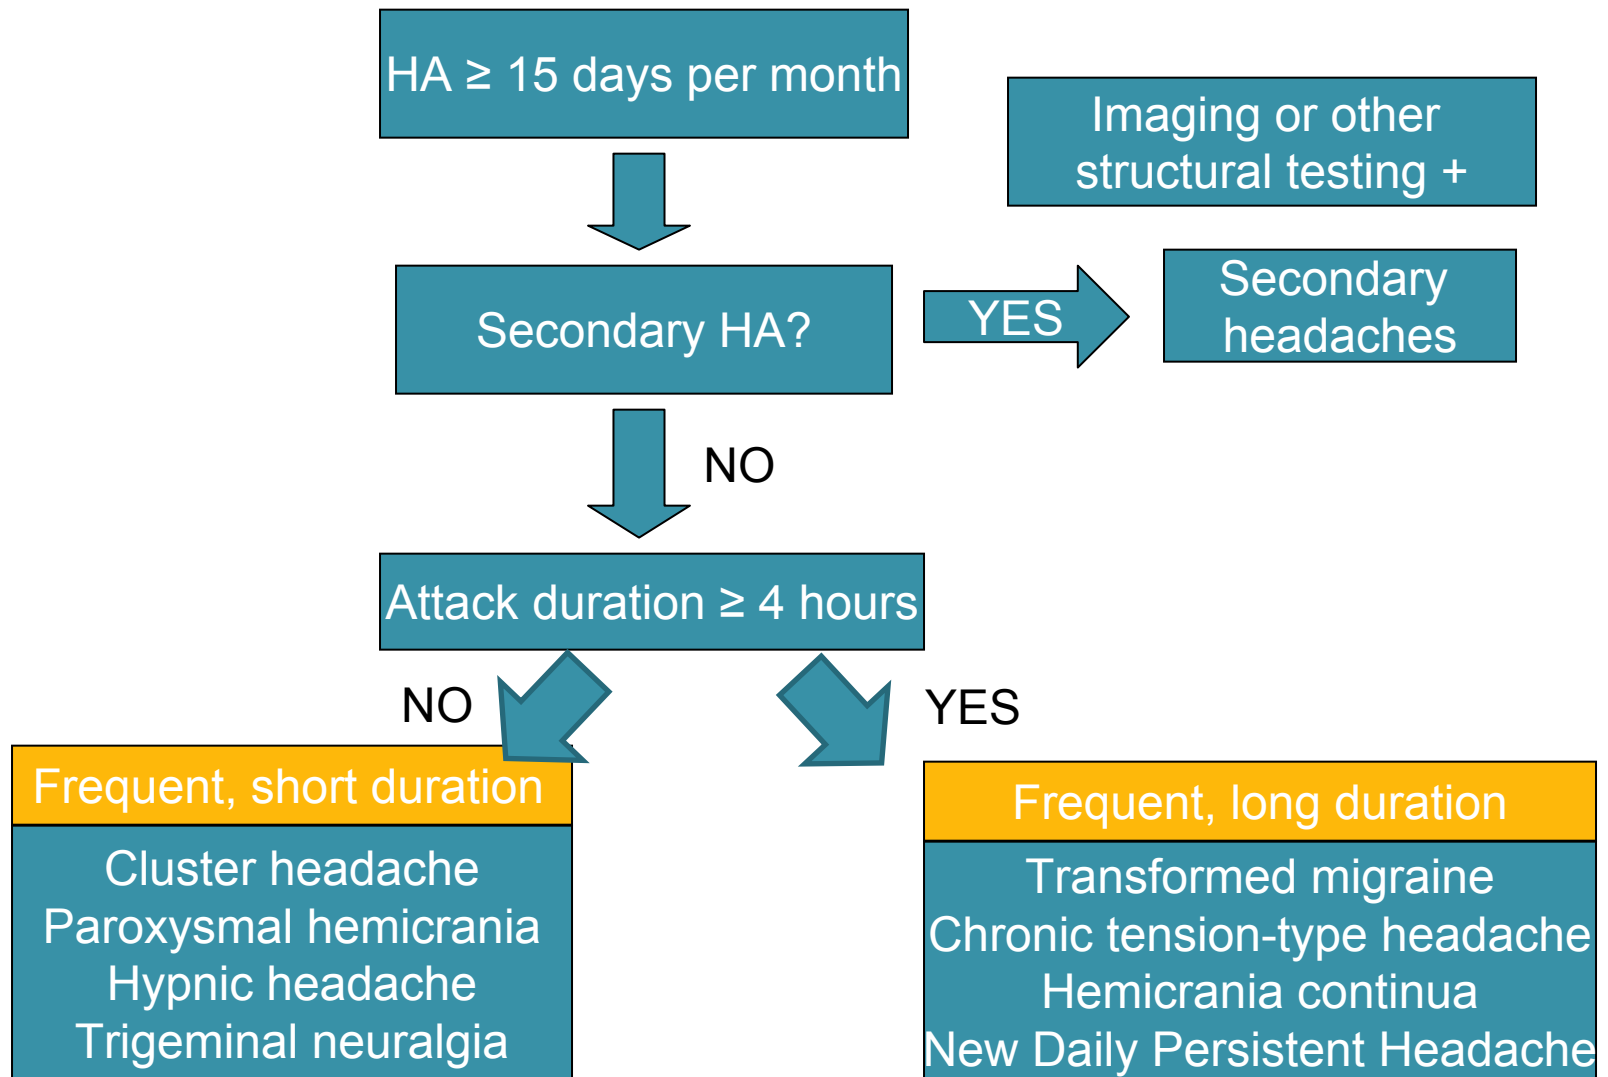 HA ≥ 15 days per month
Imaging or other
structural testing +
Secondary HA?
YES
Secondary
headaches
NO
Attack duration ≥ 4 hours
NO
YES
Frequent, short duration
Cluster headache
Paroxysmal hemicrania
Hypnic headache
Trigeminal neuralgia
Frequent, long duration
Transformed migraine
Chronic tension-type headache
Hemicrania continua
New Daily Persistent Headache